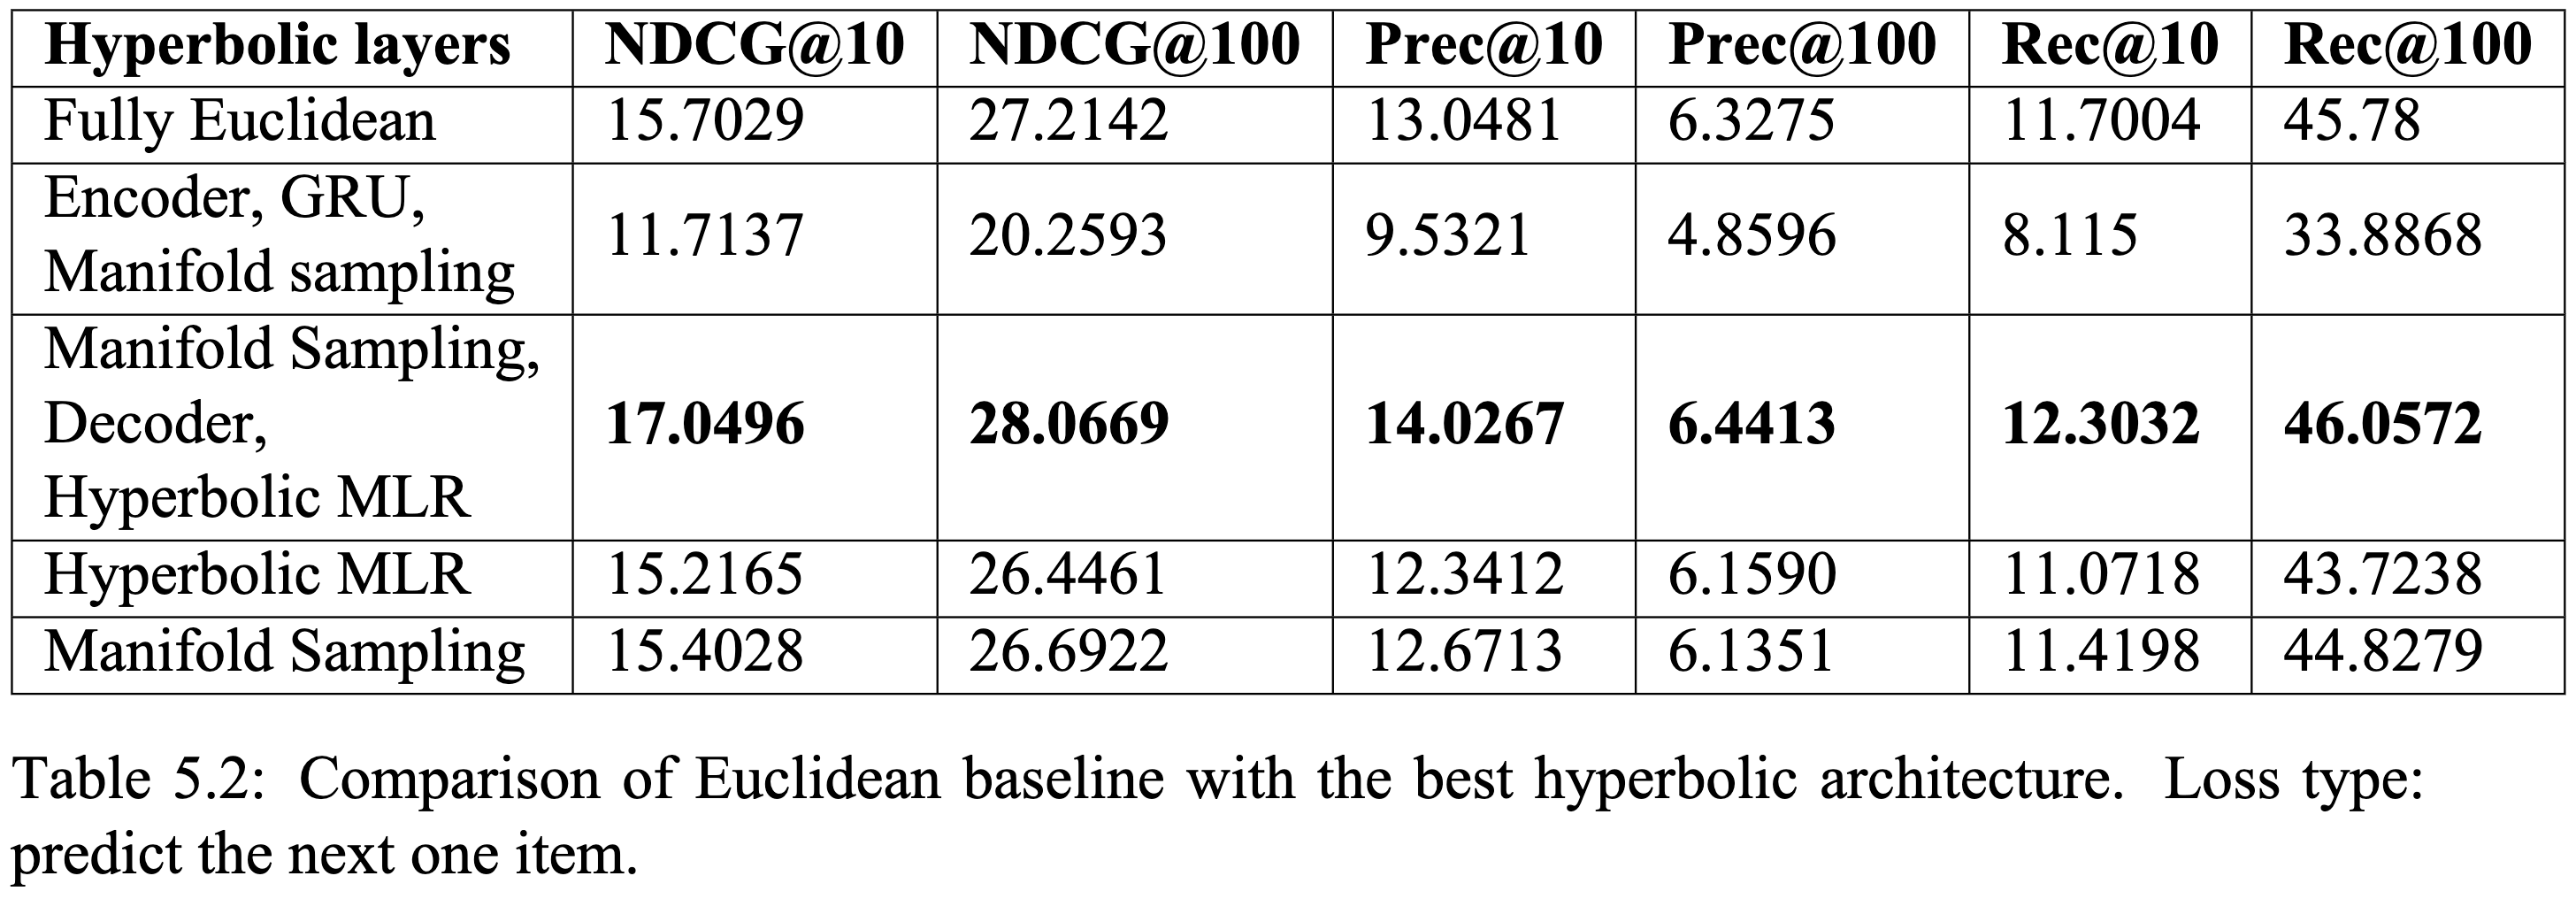 Hyperbolic layers NDCG@10 NDCG@100 Prec@10 Prec@100 Rec@10 Rec@100
Fully Euclidean 15.7029 27.2142 13.0481 6.3275 11.7004 45.78
Encoder, GRU,
Manifold sampling 11.7137 20.2593 9.5321 4.8596 8.115 33.8868
Manifold Sampling,
Decoder, 17.0496 28.0669 14.0267 6.4413 12.3032 46.0572
Hyperbolic MLR
Hyperbolic MLR 15.2165 26.4461 12.3412 6.1590 11.0718 43.7238
Manifold Sampling 15.4028 26.6922 12.6713 6.1351 11.4198 44.8279
Table 5.2: Comparison of Euclidean baseline with the best hyperbolic architecture. Loss type:
predict the next one item.